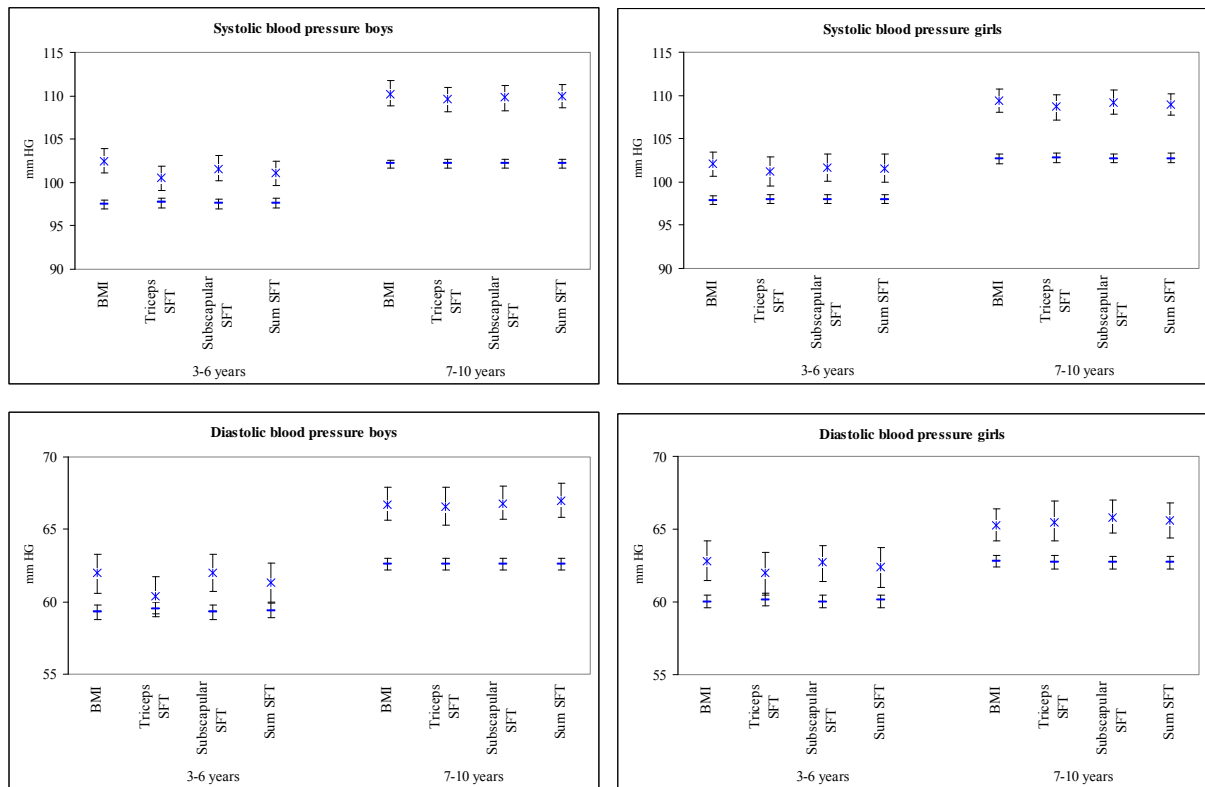 Systolic blood pressure boys
115
110
105
100
95
90
mm HG
BMI
Triceps
SFT
Subscapular
SFT
Sum SFT
BMI
Triceps
SFT
Subscapular
SFT
Sum SFT
3-6 years
7-10 years
Systolic blood pressure girls
115
110
105
100
95
90
mm HG
BMI
Triceps
SFT
Subscapular
SFT
Sum SFT
BMI
Triceps
SFT
Subscapular
SFT
Sum SFT
3-6 years
7-10 years
Diastolic blood pressure boys
70
65
60
55
mm HG
BMI
Triceps
SFT
Subscapular
SFT
Sum SFT
BMI
Triceps
SFT
Subscapular
SFT
Sum SFT
3-6 years
7-10 years
Diastolic blood pressure girls
70
65
60
55
mm HG
BMI
Triceps
SFT
Subscapular
SFT
Sum SFT
BMI
Triceps
SFT
Subscapular
SFT
Sum SFT
3-6 years
7-10 years